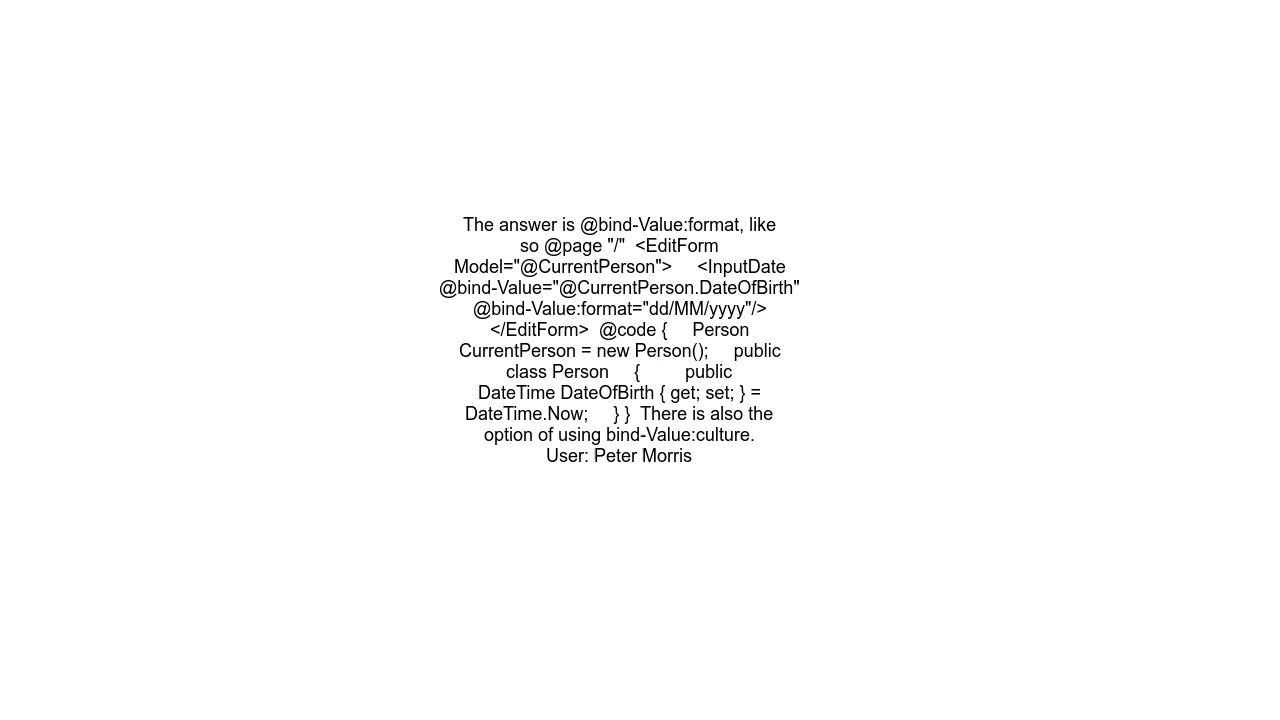 The answer is @bind-Value:format, like
so @page "/"  <EditForm
Model="@CurrentPerson">     <InputDate
@bind-Value="@CurrentPerson.DateOfBirth"
@bind-Value:format="dd/MM/yyyy"/>
</EditForm>  @code {     Person
CurrentPerson = new Person();     public
class Person     {         public
DateTime DateOfBirth { get; set; } =
DateTime.Now;     } }  There is also the
option of using bind-Value:culture.
User: Peter Morris